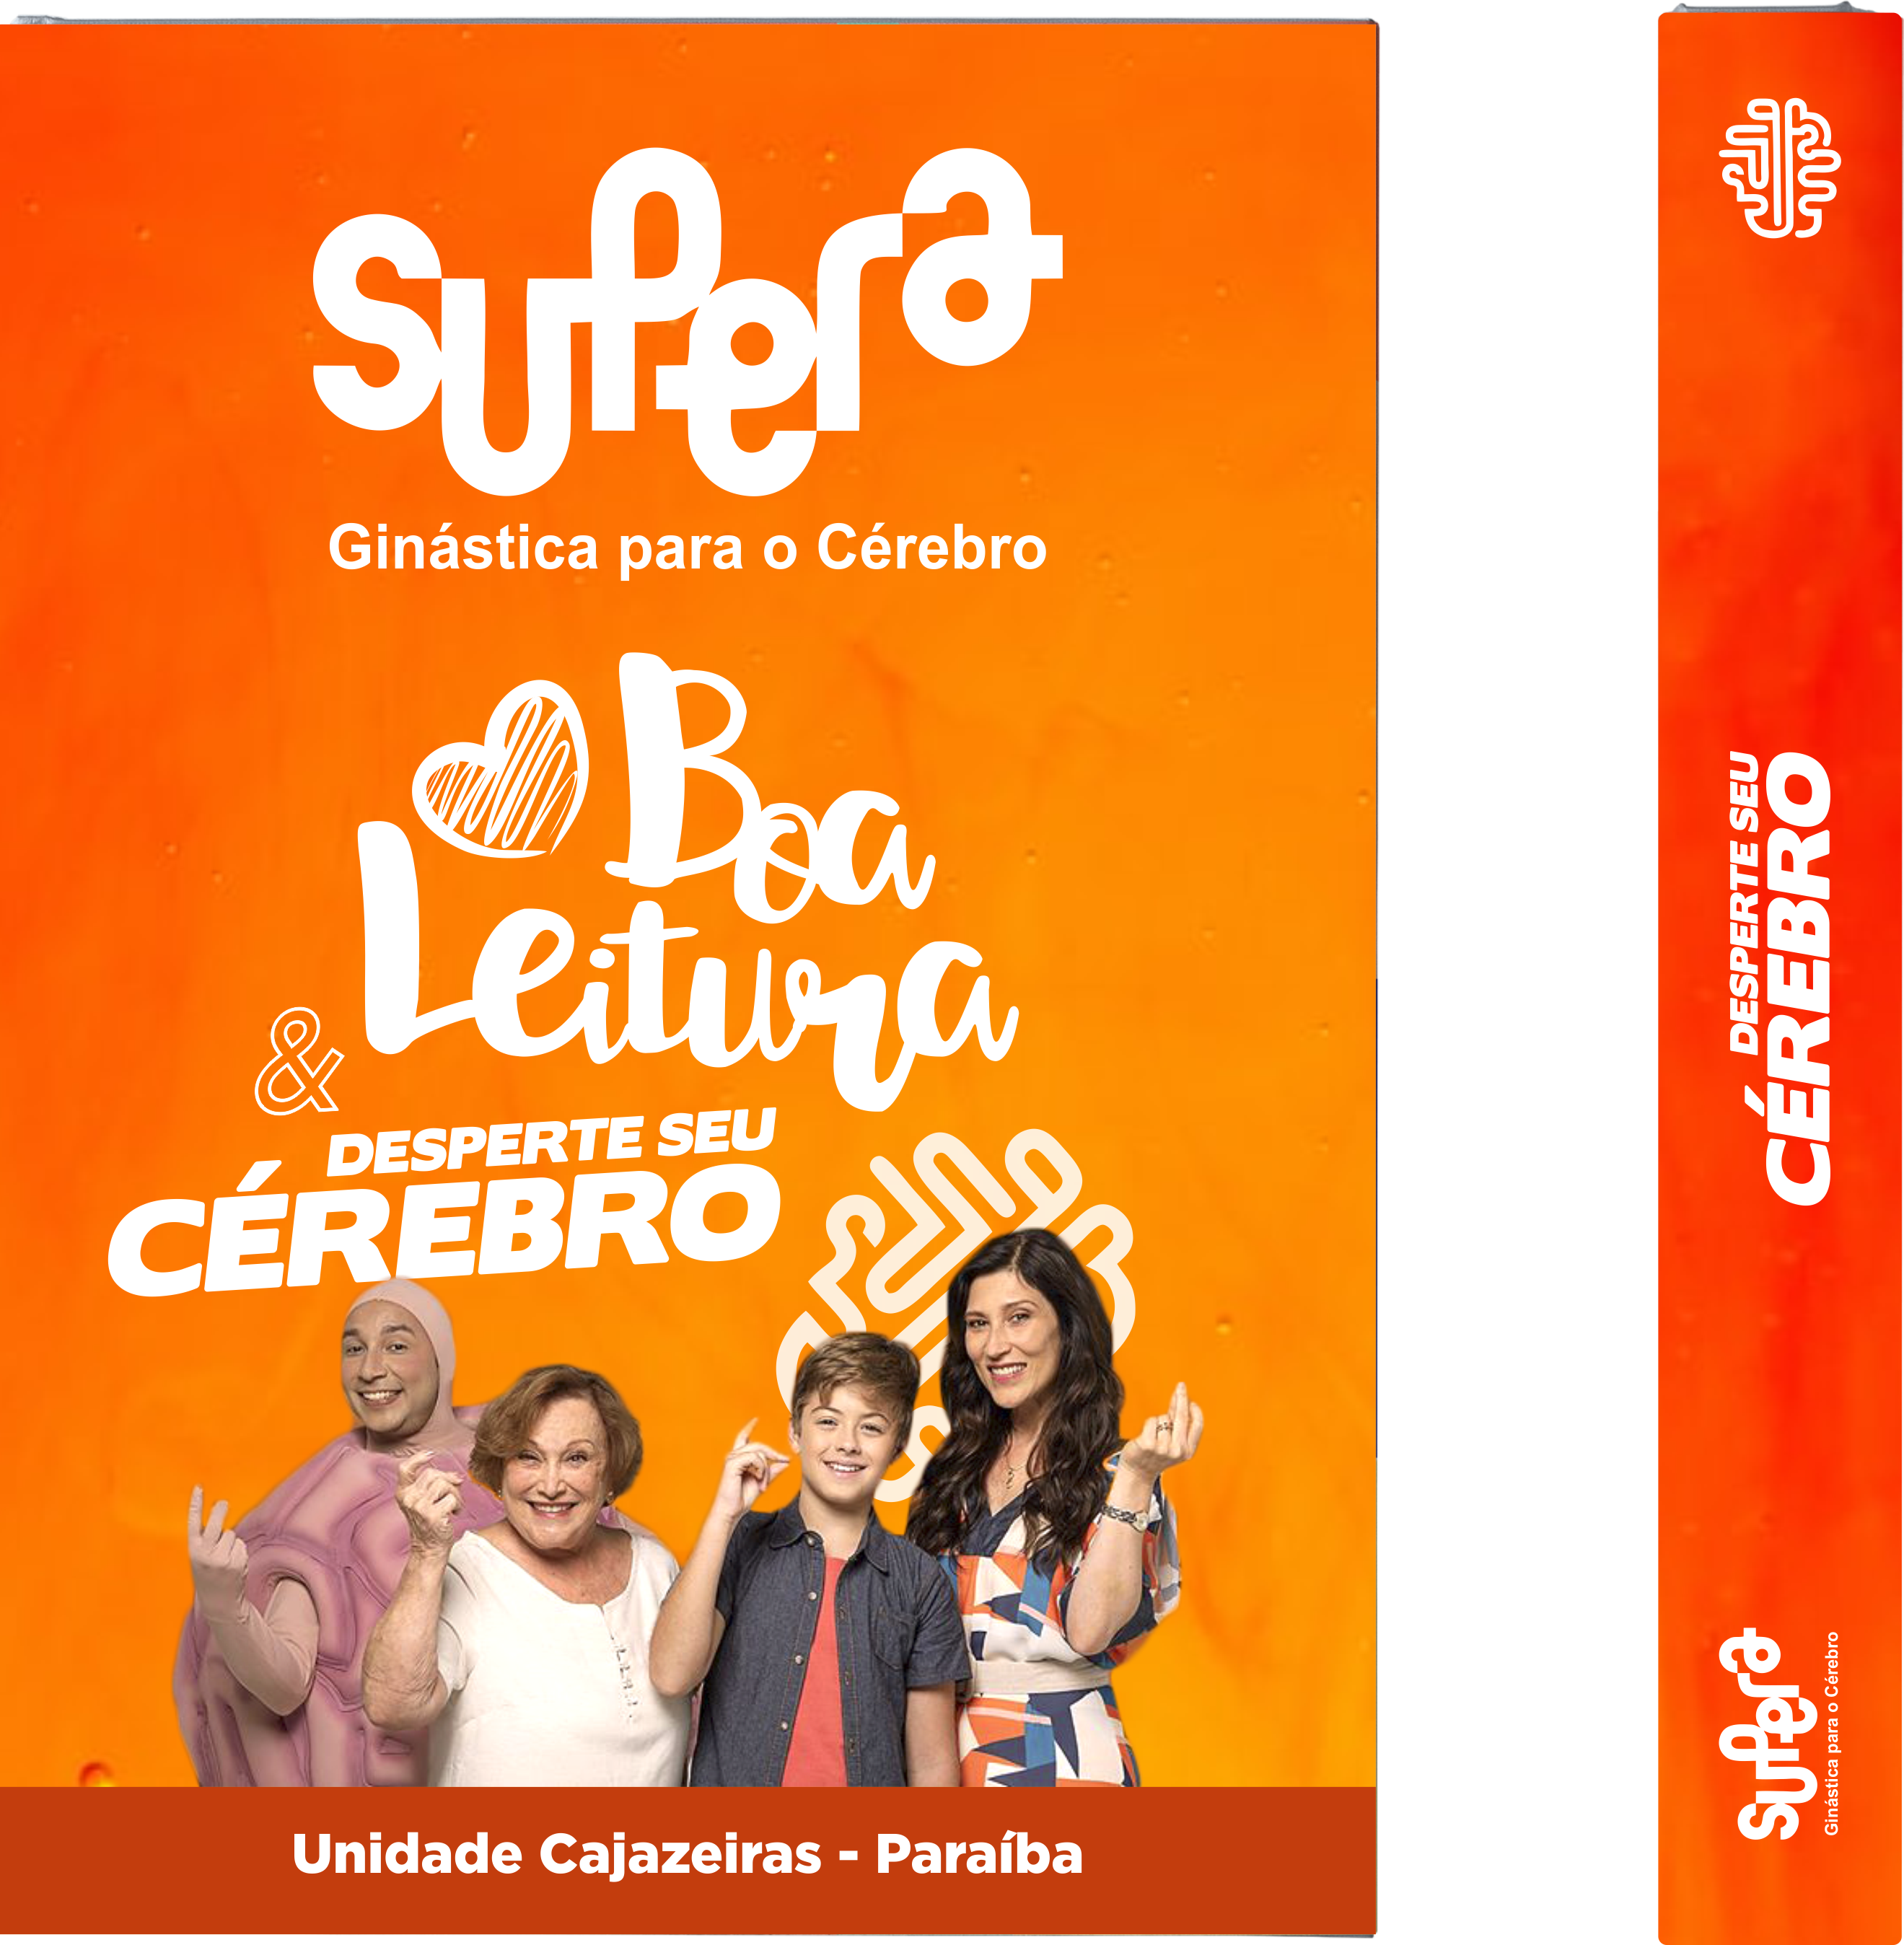 Supera
Ginástica para o Cérebro
Boa
Leitura
&
DESPERTE SEU
CÉREBRO
Unidade Cajazeiras - Paraíba
DESPERTE SEU
CÉREBRO
Supera
Ginástica para o Cérebro